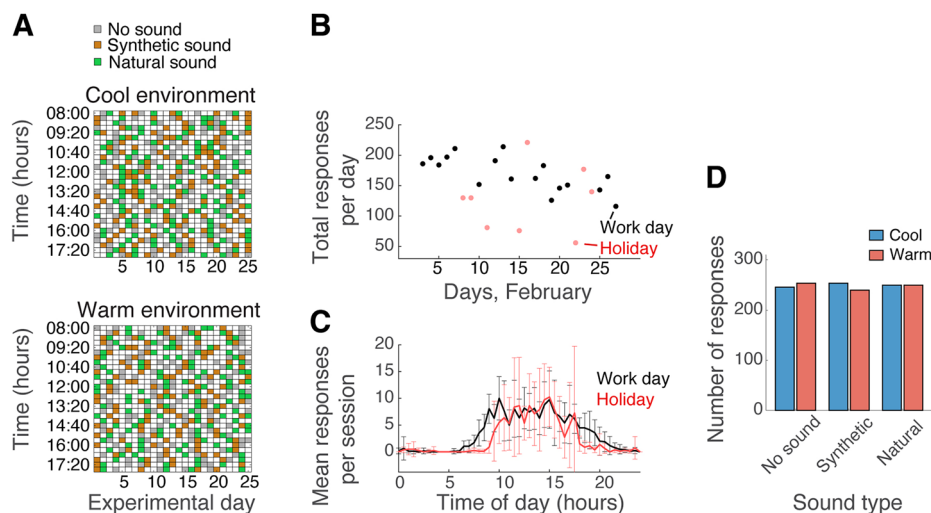 A
No sound
Synthetic sound
Natural sound
Cool environment
Time (hours)
08:00
09:20
10:40
12:00
13:20
14:40
16:00
17:20
5 10 15 20 25
Warm environment
Time (hours)
08:00
09:20
10:40
12:00
13:20
14:40
16:00
17:20
5 10 15 20 25
Experimental day
B
Total responses
per day
250
200
150
100
50
Work day
Holiday
5 10 15 20 25
Days, February
C
Mean responses
per session
20
15
10
5
0
Work day
Holiday
0 5 10 15 20
Time of day (hours)
D
Cool
Warm
Number of responses
300
200
100
0
No sound
Synthetic
Natural
Sound type